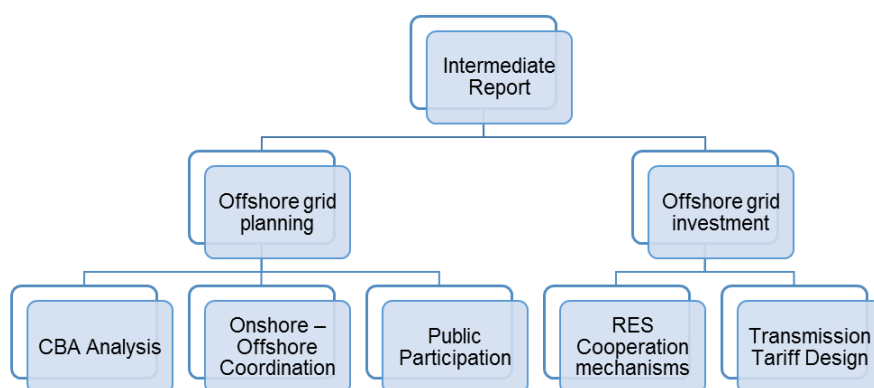 Intermediate
Report
Offshore grid
planning
Offshore grid
investment
CBA Analysis
Onshore –
Offshore
Coordination
Public
Participation
RES
Cooperation
mechanisms
Transmission
Tariff Design